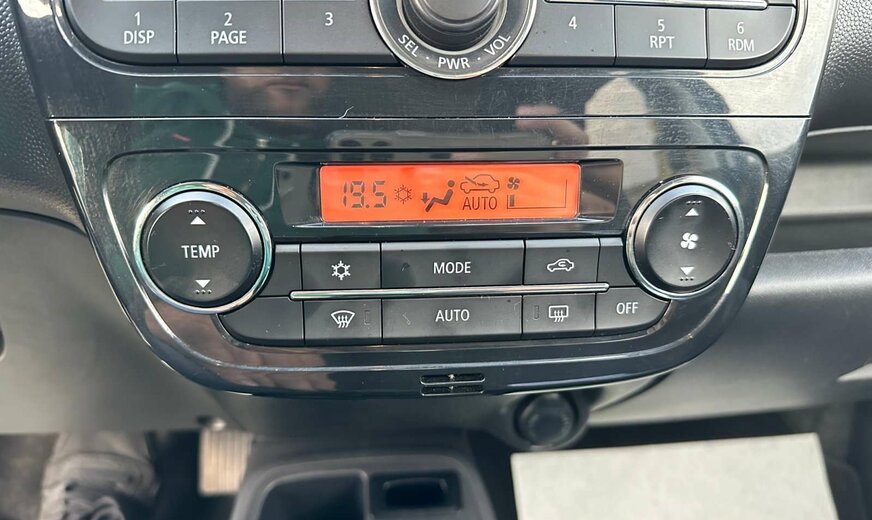 1 2 3 4 5 6
DISP PAGE RPT RDM
SEL PWR VOL
19.5 AUTO
TEMP
MODE
AUTO OFF